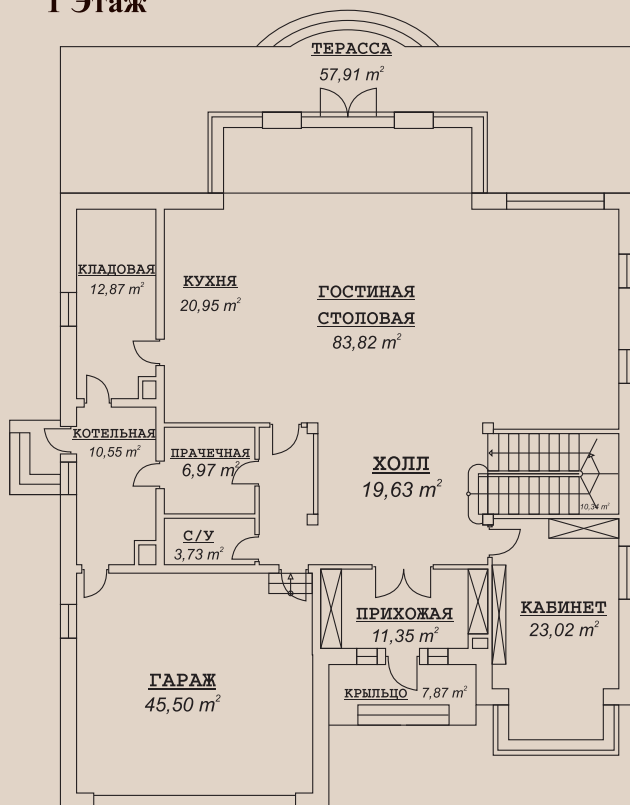 1 Этаж
ТЕРАССА
57,91 m²
КЛАДОВАЯ
12,87 m²
КУХНЯ
20,95 m²
ГОСТИНАЯ
СТОЛОВАЯ
83,82 m²
КОТЕЛЬНАЯ
10,55 m²
ПРАЧЕЧНАЯ
6,97 m²
ХОЛЛ
19,63 m²
10,34 m²
С/У
3,73 m²
ПРИХОЖАЯ
11,35 m²
КАБИНЕТ
23,02 m²
ГАРАЖ
45,50 m²
КРЫЛЬЦО 7,87 m²